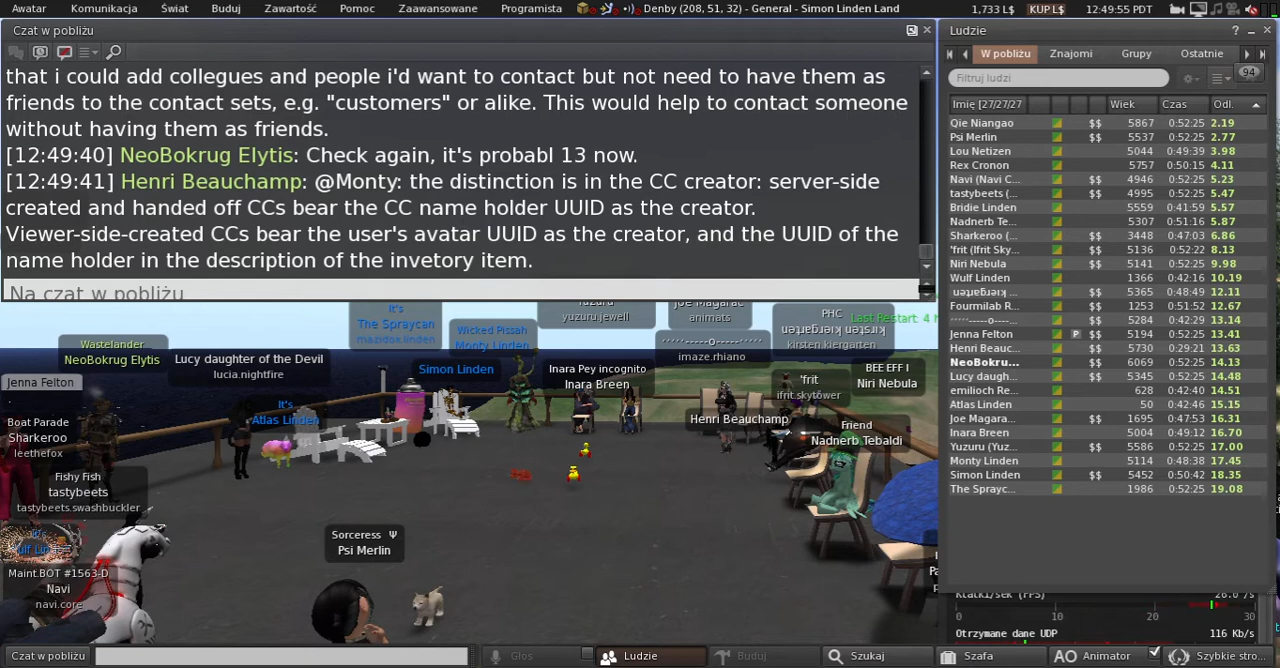 Awatar Komunikacja Świat Buduj Zawartość Pomoc Zaawansowane Programista Denby (208, 51, 32) - General - Simon Linden Land 1,733 L$ KUP L$ 12:49:55 PDT
Czat w pobliżu
that i could add collegues and people i'd want to contact but not need to have them as
friends to the contact sets, e.g. "customers" or alike. This would help to contact someone
without having them as friends.
[12:49:40] NeoBokrug Elytis: Check again, it's probabl 13 now.
[12:49:41] Henri Beauchamp: @Monty: the distinction is in the CC creator: server-side
created and handed off CCs bear the CC name holder UUID as the creator.
Viewer-side-created CCs bear the user's avatar UUID as the creator, and the UUID of the
name holder in the description of the invetory item.
Na czat w pobliżu
Ludzie
W pobliżu Znajomi Grupy Ostatnie
Filtruj ludzi 94
Imię [27/27/27 Wiek Czas Odl.
Qie Niangao $$ 5867 0:52:25 2.19
Psi Merlin $$ 5537 0:52:25 2.77
Lou Netizen 5044 0:49:39 3.98
Rex Cronon 5757 0:50:15 4.11
Navi (Navi C... $$ 4946 0:52:25 5.23
tastybeets (... $$ 4995 0:52:25 5.47
Bridie Linden 5559 0:41:59 5.57
Nadnerb Te... 5307 0:51:16 5.87
Sharkeroo (... $$ 3448 0:47:03 6.86
'frit (Ifrit Sky... $$ 5136 0:52:22 8.13
Niri Nebula $$ 5141 0:52:25 9.98
Wulf Linden 1366 0:42:16 10.19
$$ 5365 0:48:49 12.11
Fourmilab R... $$ 1253 0:51:52 12.67
$$ 5284 0:42:29 13.14
Jenna Felton P $$ 5194 0:52:25 13.41
Henri Beauc... $$ 5730 0:29:21 13.63
NeoBokru... $$ 6069 0:52:25 14.13
Lucy daugh... $$ 5345 0:52:25 14.48
emilioch Re... 628 0:42:40 14.51
Atlas Linden 50 0:42:46 15.15
Joe Magara... $$ 1695 0:47:53 16.31
Inara Breen 5004 0:49:12 16.70
Yuzuru (Yuz... $$ 5586 0:52:25 17.00
Monty Linden 5114 0:48:38 17.45
Simon Linden $$ 5452 0:50:42 18.35
The Sprayc... 1986 0:52:25 19.08
It's
The Spraycan
mazidox.linden
Wicked Pissah
Monty Linden
Yuzuru
yuzuru.jewell
Joe Magarac
animats
imaze.rhiano
PHC
kirsten.kiergarten
Last Restart: 4 h
Wastelander
NeoBokrug Elytis
Lucy daughter of the Devil
lucia.nightfire
Simon Linden
Inara Pey incognito
Inara Breen
'frit
ifrit.skytower
BEE EFF I
Niri Nebula
Jenna Felton
It's
Atlas Linden
Henri Beauchamp
Friend
Nadnerb Tebaldi
Boat Parade
Sharkeroo
leethefox
Fishy Fish
tastybeets
tastybeets.swashbuckler
Sorceress Ψ
Psi Merlin
Maint.BOT #1563-D
Navi
navi.core
Klatki/sek (FPS) 26.0 /s
0 10 20 30
Otrzymane dane UDP 116 Kb/s
Czat w pobliżu Głos Ludzie Buduj Szukaj Szafa AO Animator Szybkie stro...